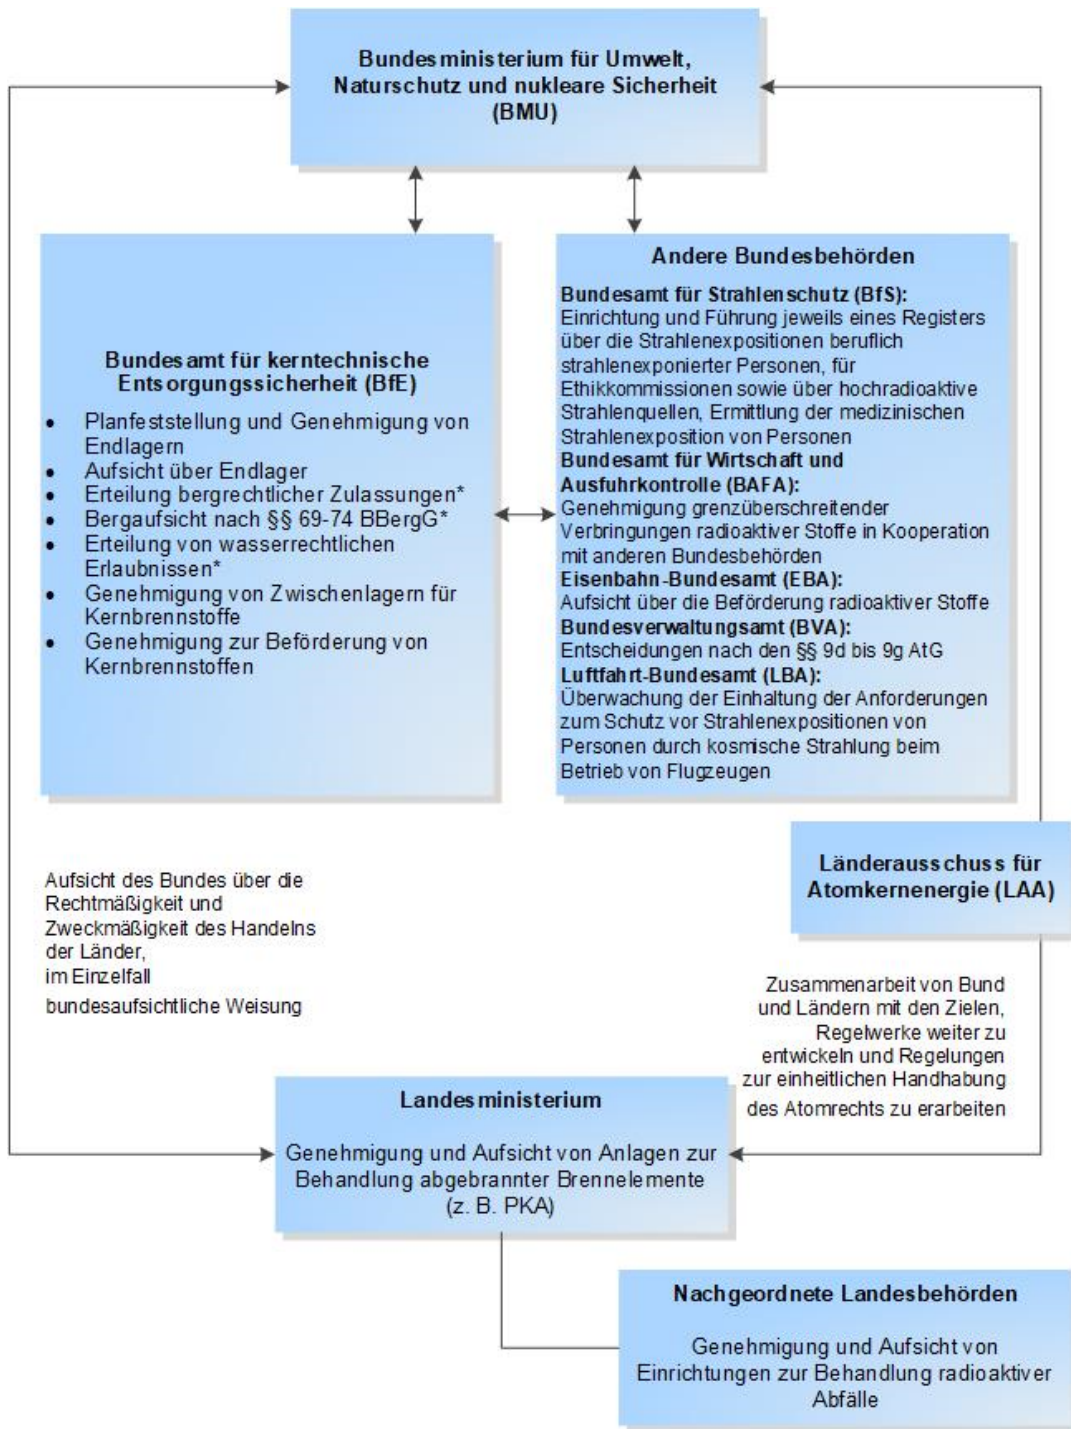 Bundesministerium für Umwelt,
Naturschutz und nukleare Sicherheit
(BMU)
Bundesamt für kerntechnische
Entsorgungssicherheit (BfE)
• Planfeststellung und Genehmigung von
Endlagern
• Aufsicht über Endlager
• Erteilung bergrechtlicher Zulassungen*
• Bergaufsicht nach §§ 69-74 BBergG*
• Erteilung von wasserrechtlichen
Erlaubnissen*
• Genehmigung von Zwischenlagern für
Kernbrennstoffe
• Genehmigung zur Beförderung von
Kernbrennstoffen
Andere Bundesbehörden
Bundesamt für Strahlenschutz (BfS):
Einrichtung und Führung jeweils eines Registers
über die Strahlenexpositionen beruflich
strahlenexponierter Personen, für
Ethikkommissionen sowie über hochradioaktive
Strahlenquellen, Ermittlung der medizinischen
Strahlenexposition von Personen
Bundesamt für Wirtschaft und
Ausfuhrkontrolle (BAFA):
Genehmigung grenzüberschreitender
Verbringungen radioaktiver Stoffe in Kooperation
mit anderen Bundesbehörden
Eisenbahn-Bundesamt (EBA):
Aufsicht über die Beförderung radioaktiver Stoffe
Bundesverwaltungsamt (BVA):
Entscheidungen nach den §§ 9d bis 9g AtG
Luftfahrt-Bundesamt (LBA):
Überwachung der Einhaltung der Anforderungen
zum Schutz vor Strahlenexpositionen von
Personen durch kosmische Strahlung beim
Betrieb von Flugzeugen
Länderausschuss für
Atomkernenergie (LAA)
Aufsicht des Bundes über die
Rechtmäßigkeit und
Zweckmäßigkeit des Handelns
der Länder,
im Einzelfall
bundesaufsichtliche Weisung
Zusammenarbeit von Bund
und Ländern mit den Zielen,
Regelwerke weiter zu
entwickeln und Regelungen
zur einheitlichen Handhabung
des Atomrechts zu erarbeiten
Landesministerium
Genehmigung und Aufsicht von Anlagen zur
Behandlung abgebrannter Brennelemente
(z. B. PKA)
Nachgeordnete Landesbehörden
Genehmigung und Aufsicht von
Einrichtungen zur Behandlung radioaktiver
Abfälle